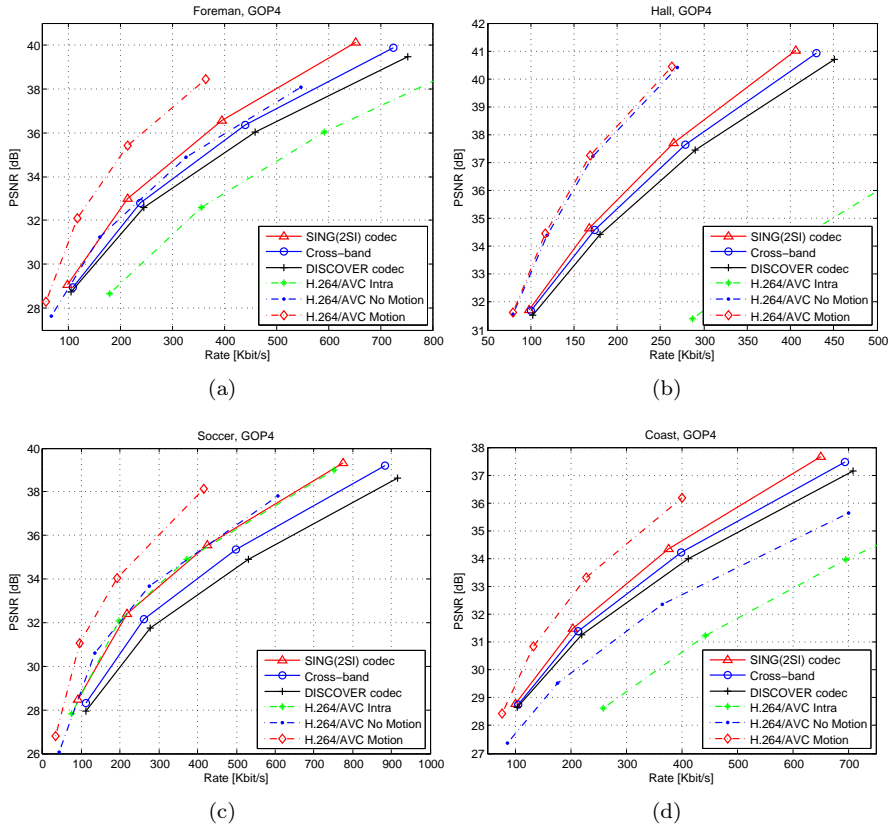 Foreman, GOP4
PSNR [dB]
40
38
36
34
32
30
28
100 200 300 400 500 600 700 800
Rate [Kbit/s]
SING(2SI) codec
Cross−band
DISCOVER codec
H.264/AVC Intra
H.264/AVC No Motion
H.264/AVC Motion
(a)
Hall, GOP4
PSNR [dB]
42
41
40
39
38
37
36
35
34
33
32
31
50 100 150 200 250 300 350 400 450 500
Rate [Kbit/s]
SING(2SI) codec
Cross−band
DISCOVER codec
H.264/AVC Intra
H.264/AVC No Motion
H.264/AVC Motion
(b)
Soccer, GOP4
PSNR [dB]
40
38
36
34
32
30
28
26
0 100 200 300 400 500 600 700 800 900 1000
Rate [Kbit/s]
SING(2SI) codec
Cross−band
DISCOVER codec
H.264/AVC Intra
H.264/AVC No Motion
H.264/AVC Motion
(c)
Coast, GOP4
PSNR [dB]
38
37
36
35
34
33
32
31
30
29
28
27
100 200 300 400 500 600 700
Rate [Kbit/s]
SING(2SI) codec
Cross−band
DISCOVER codec
H.264/AVC Intra
H.264/AVC No Motion
H.264/AVC Motion
(d)